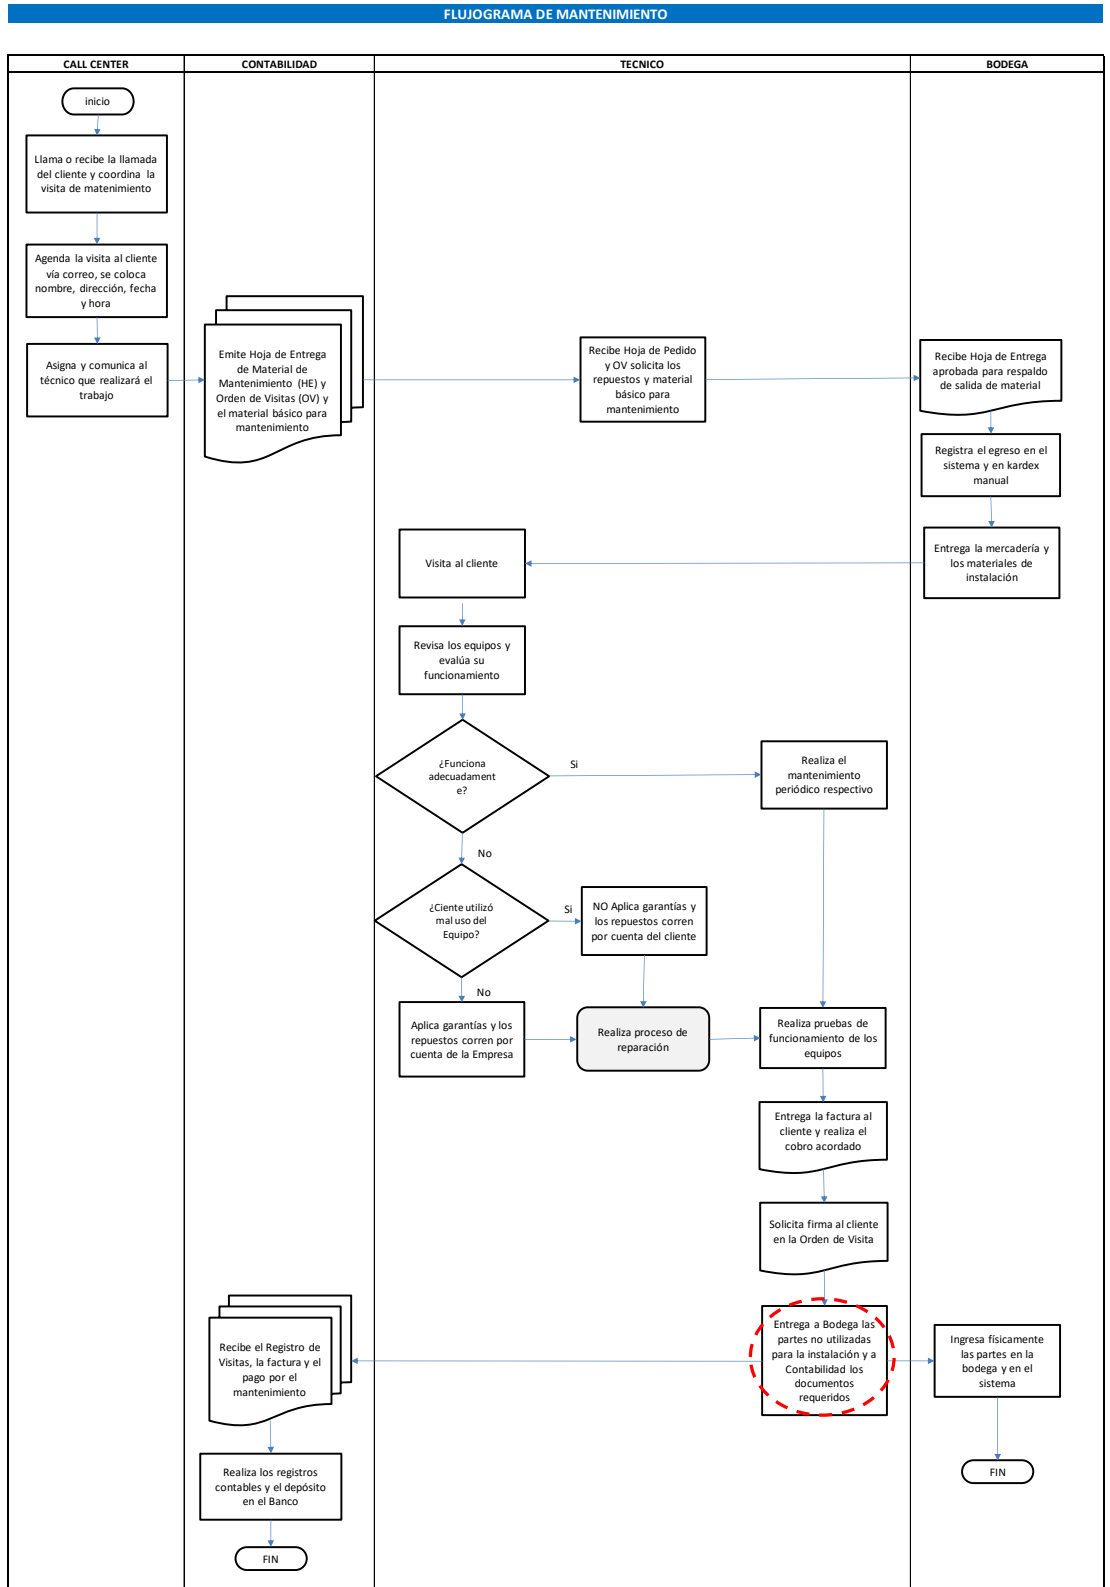 FLUJOGRAMA DE MANTENIMIENTO
CALL CENTER
CONTABILIDAD
TECNICO
BODEGA
inicio
Llama o recibe la llamada
del cliente y coordina la
visita de matenimiento
Agenda la visita al cliente
vía correo, se coloca
nombre, dirección, fecha
y hora
Asigna y comunica al
técnico que realizará el
trabajo
Emite Hoja de Entrega
de Material de
Mantenimiento (HE) y
Orden de Visitas (OV) y
el material básico para
mantenimiento
Recibe Hoja de Pedido
y OV solicita los
repuestos y material
básico para
mantenimiento
Recibe Hoja de Entrega
aprobada para respaldo
de salida de material
Registra el egreso en el
sistema y en kardex
manual
Entrega la mercadería y
los materiales de
instalación
Visita al cliente
Revisa los equipos y
evalúa su
funcionamiento
¿Funciona
adecuadament
e?
Si
Realiza el
mantenimiento
periódico respectivo
No
¿Ciente utilizó
mal uso del
Equipo?
Si
NO Aplica garantías y
los repuestos corren
por cuenta del cliente
No
Aplica garantías y los
repuestos corren por
cuenta de la Empresa
Realiza proceso de
reparación
Realiza pruebas de
funcionamiento de los
equipos
Entrega la factura al
cliente y realiza el
cobro acordado
Solicita firma al cliente
en la Orden de Visita
Entrega a Bodega las
partes no utilizadas
para la instalación y a
Contabilidad los
documentos
requeridos
Recibe el Registro de
Visitas, la factura y el
pago por el
mantenimiento
Ingresa físicamente
las partes en la
bodega y en el
sistema
Realiza los registros
contables y el depósito
en el Banco
FIN
FIN